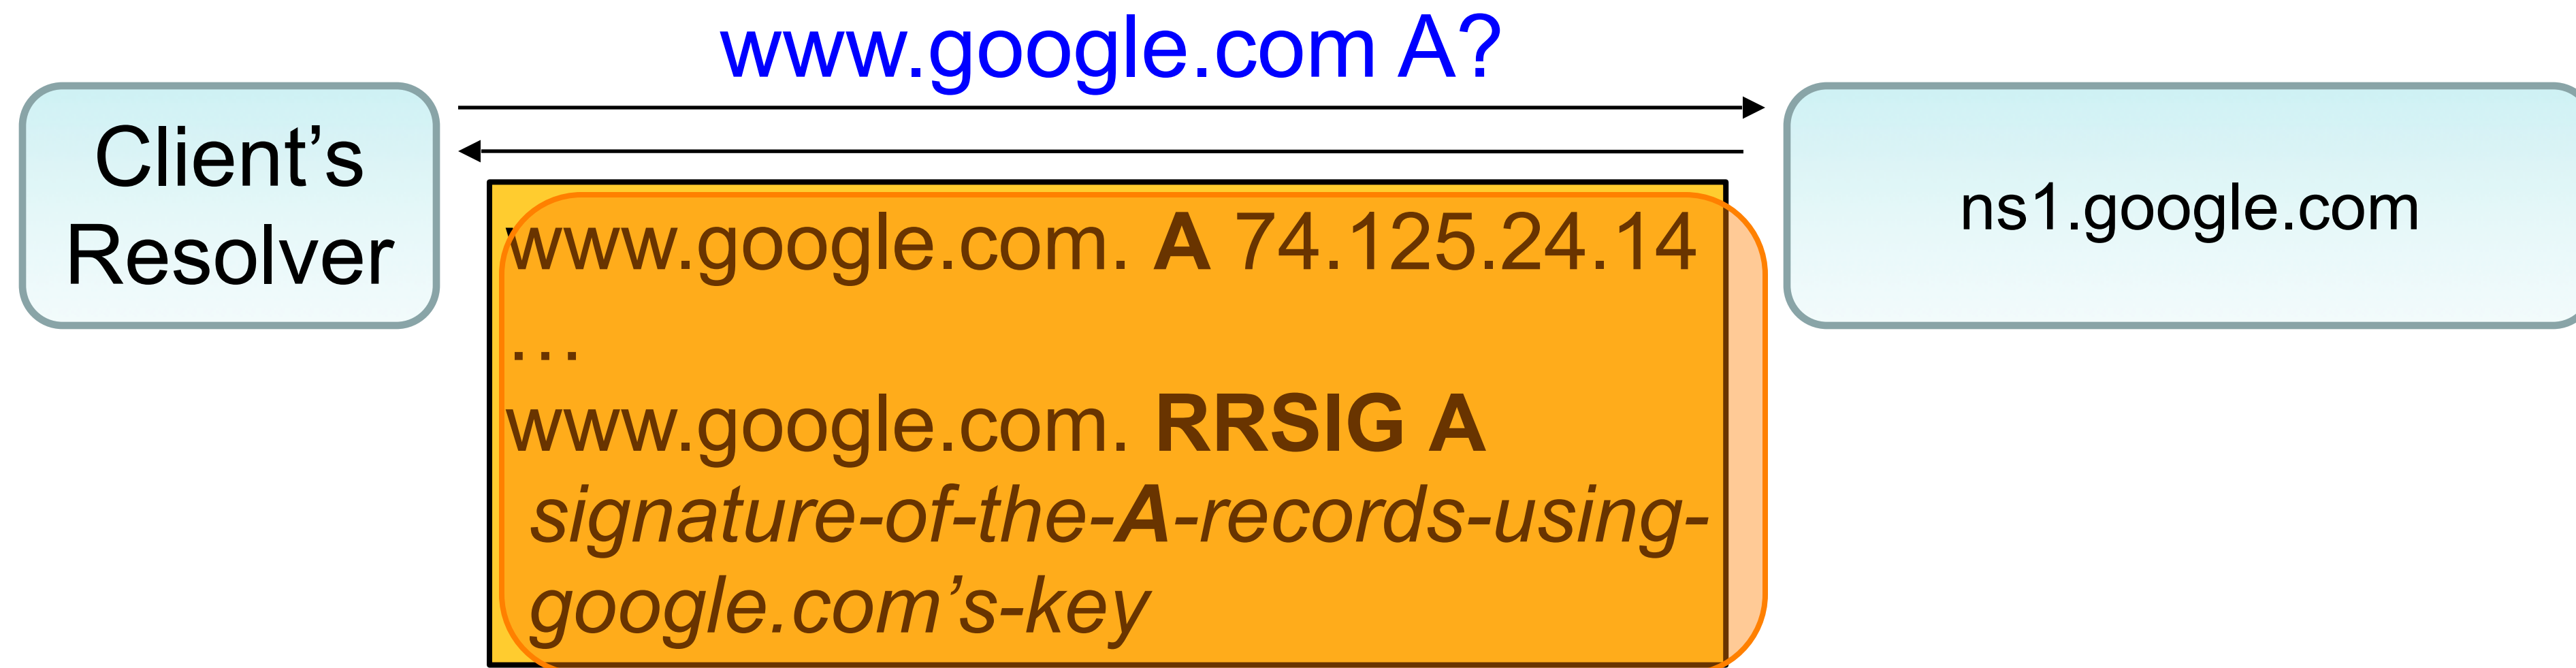 www.google.com A?
Client’s
Resolver
ns1.google.com
www.google.com. A 74.125.24.14
…
www.google.com. RRSIG A
signature-of-the-A-records-using-
google.com’s-key